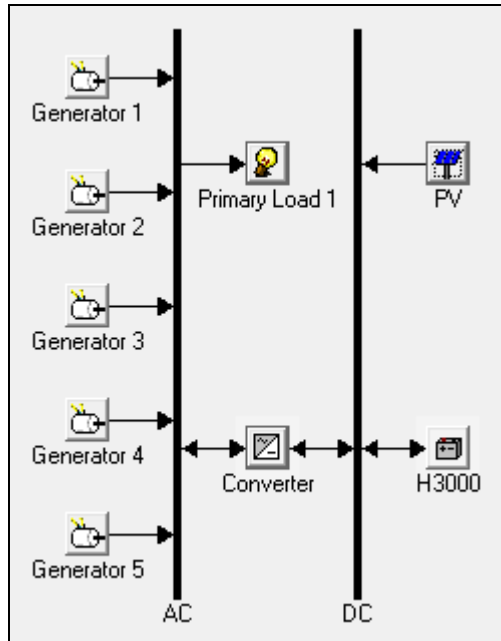 Generator 1
Primary Load 1
PV
Generator 2
Generator 3
Generator 4
Converter
H3000
Generator 5
AC
DC